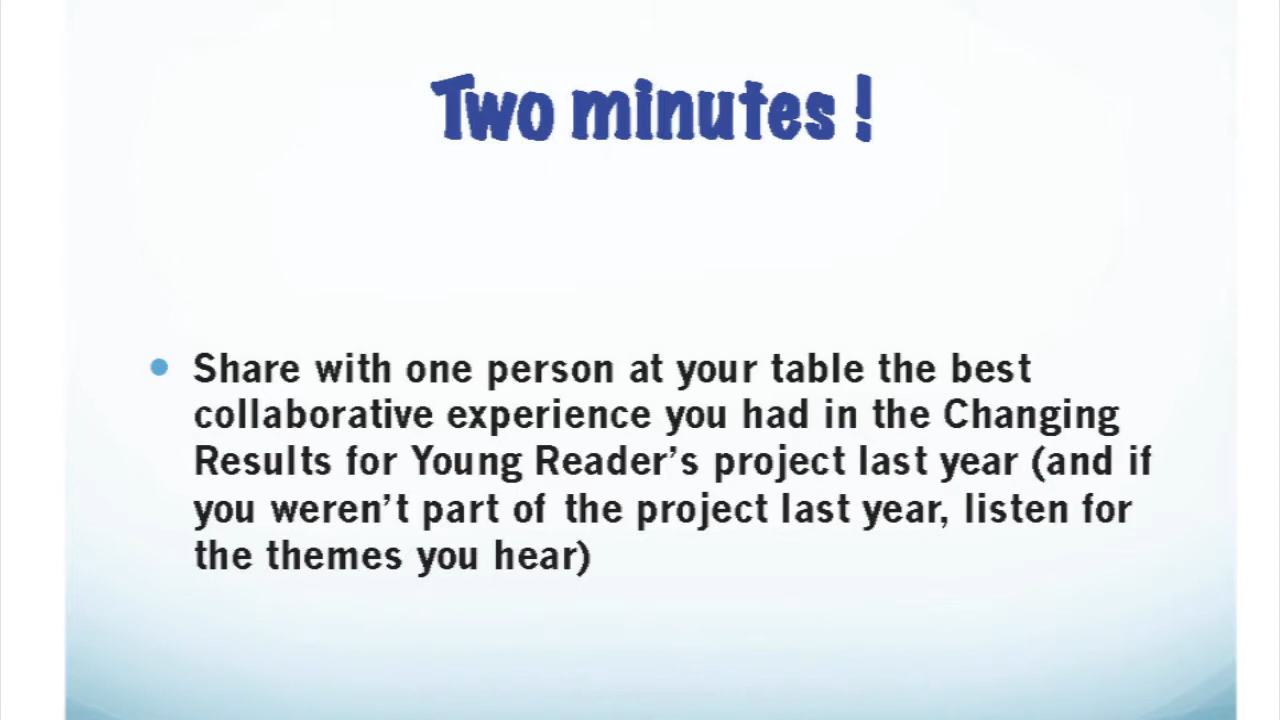 Two minutes !
Share with one person at your table the best
collaborative experience you had in the Changing
Results for Young Reader’s project last year (and if
you weren’t part of the project last year, listen for
the themes you hear)